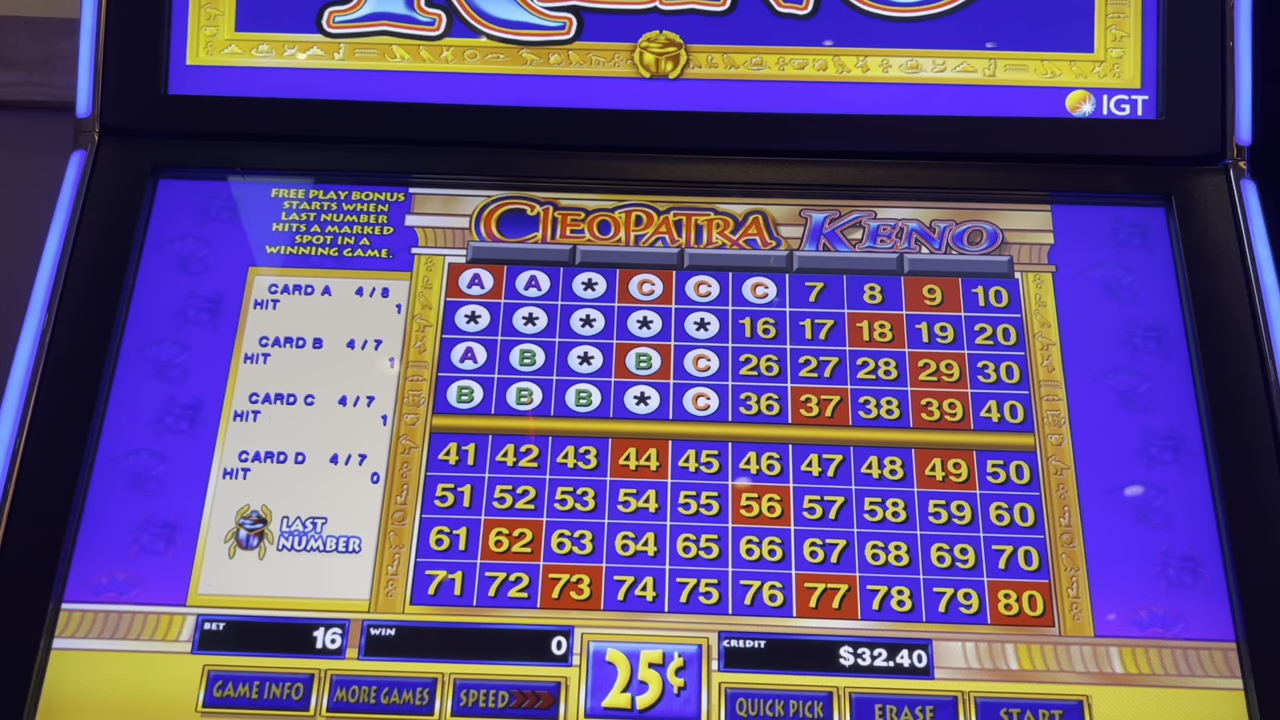 KENO
IGT
FREE PLAY BONUS
STARTS WHEN
LAST NUMBER
HITS A MARKED
SPOT IN A
WINNING GAME.
CLEOPATRA KENO
CARD A 4/8
HIT 1
CARD B 4/7
HIT 1
CARD C 4/7
HIT 1
CARD D 4/7
HIT 0
LAST
NUMBER
A A * C C C 7 8 9 10
* * * * * 16 17 18 19 20
A B * B C 26 27 28 29 30
B B B * C 36 37 38 39 40
41 42 43 44 45 46 47 48 49 50
51 52 53 54 55 56 57 58 59 60
61 62 63 64 65 66 67 68 69 70
71 72 73 74 75 76 77 78 79 80
BET 16
WIN 0
25¢
CREDIT $32.40
GAME INFO
MORE GAMES
SPEED
QUICK PICK
ERASE
START